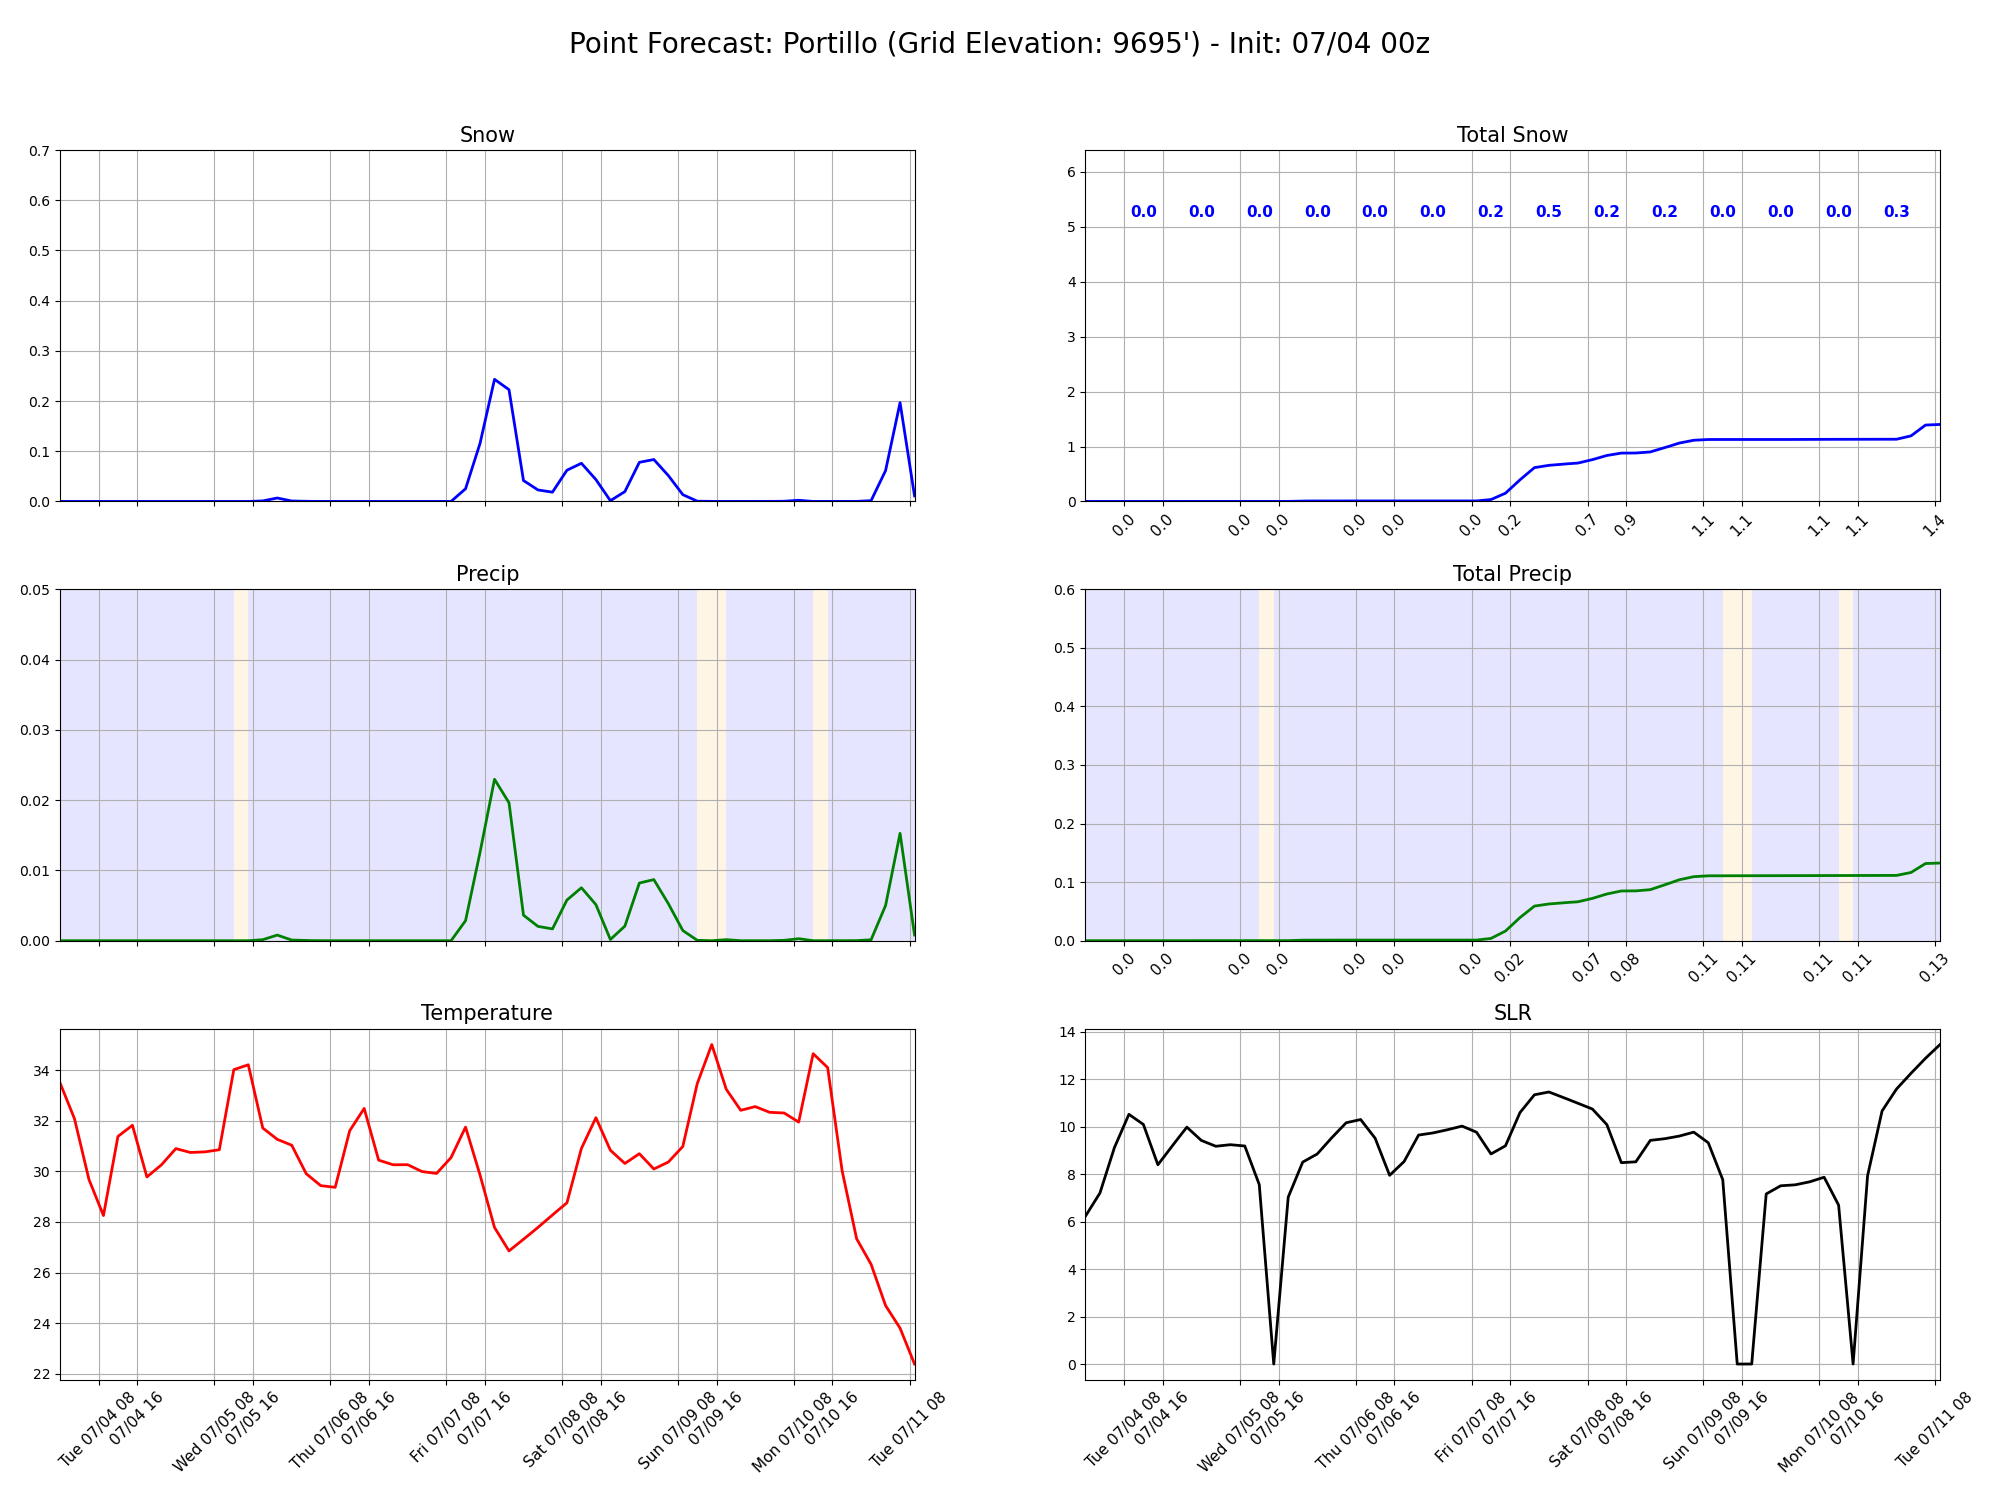 Point Forecast: Portillo (Grid Elevation: 9695') - Init: 07/04 00z
Snow
0.7
0.6
0.5
0.4
0.3
0.2
0.1
0.0
Total Snow
6
5
4
3
2
1
0
0.0 0.0 0.0 0.0 0.0 0.0 0.2 0.5 0.2 0.2 0.0 0.0 0.0 0.3
0.0 0.0 0.0 0.0 0.0 0.0 0.0 0.2 0.7 0.9 1.1 1.1 1.1 1.1 1.4
Precip
0.05
0.04
0.03
0.02
0.01
0.00
Total Precip
0.6
0.5
0.4
0.3
0.2
0.1
0.0
0.0 0.0 0.0 0.0 0.0 0.0 0.0 0.02 0.07 0.08 0.11 0.11 0.11 0.11 0.13
Temperature
34
32
30
28
26
24
22
Tue 07/04 08
07/04 16
Wed 07/05 08
07/05 16
Thu 07/06 08
07/06 16
Fri 07/07 08
07/07 16
Sat 07/08 08
07/08 16
Sun 07/09 08
07/09 16
Mon 07/10 08
07/10 16
Tue 07/11 08
SLR
14
12
10
8
6
4
2
0
Tue 07/04 08
07/04 16
Wed 07/05 08
07/05 16
Thu 07/06 08
07/06 16
Fri 07/07 08
07/07 16
Sat 07/08 08
07/08 16
Sun 07/09 08
07/09 16
Mon 07/10 08
07/10 16
Tue 07/11 08